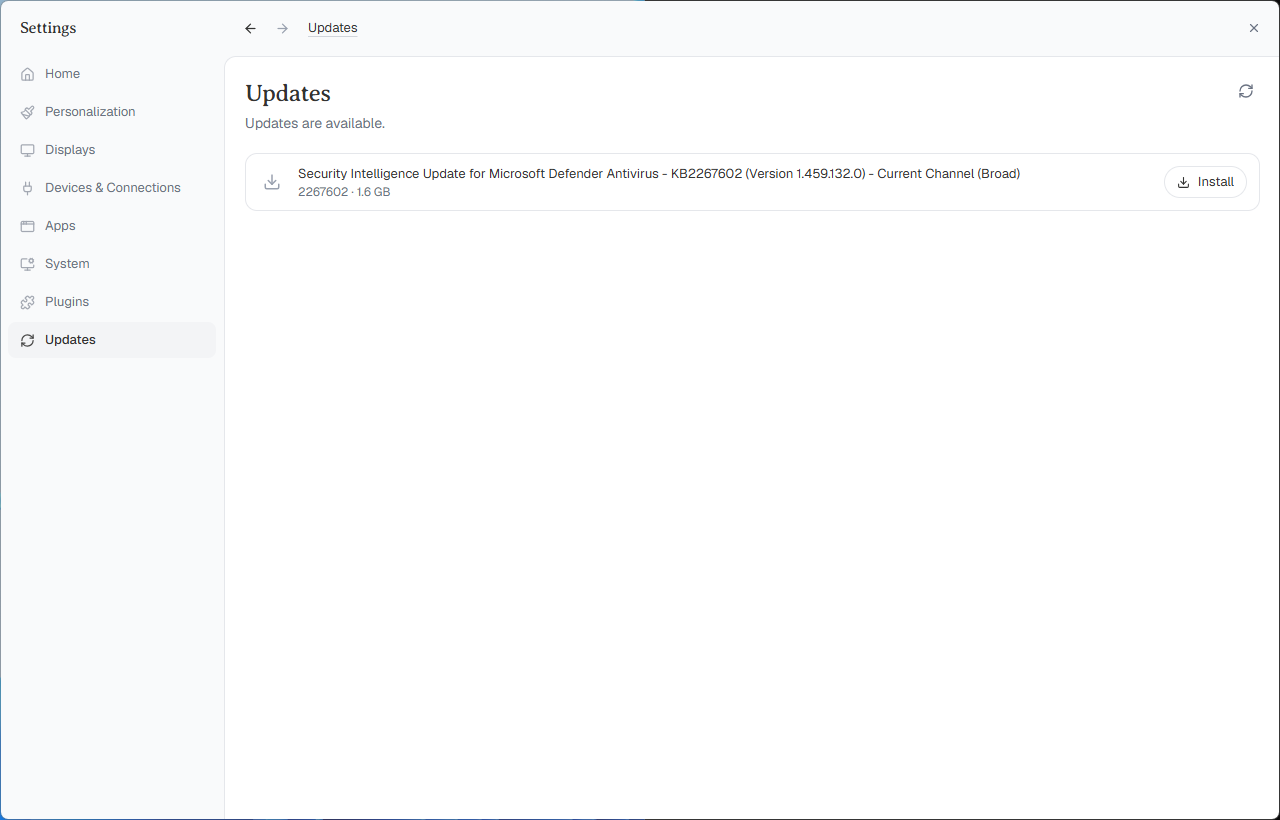 Settings
Updates
Home
Personalization
Displays
Devices & Connections
Apps
System
Plugins
Updates
Updates
Updates are available.
Security Intelligence Update for Microsoft Defender Antivirus - KB2267602 (Version 1.459.132.0) - Current Channel (Broad)
2267602 · 1.6 GB
Install